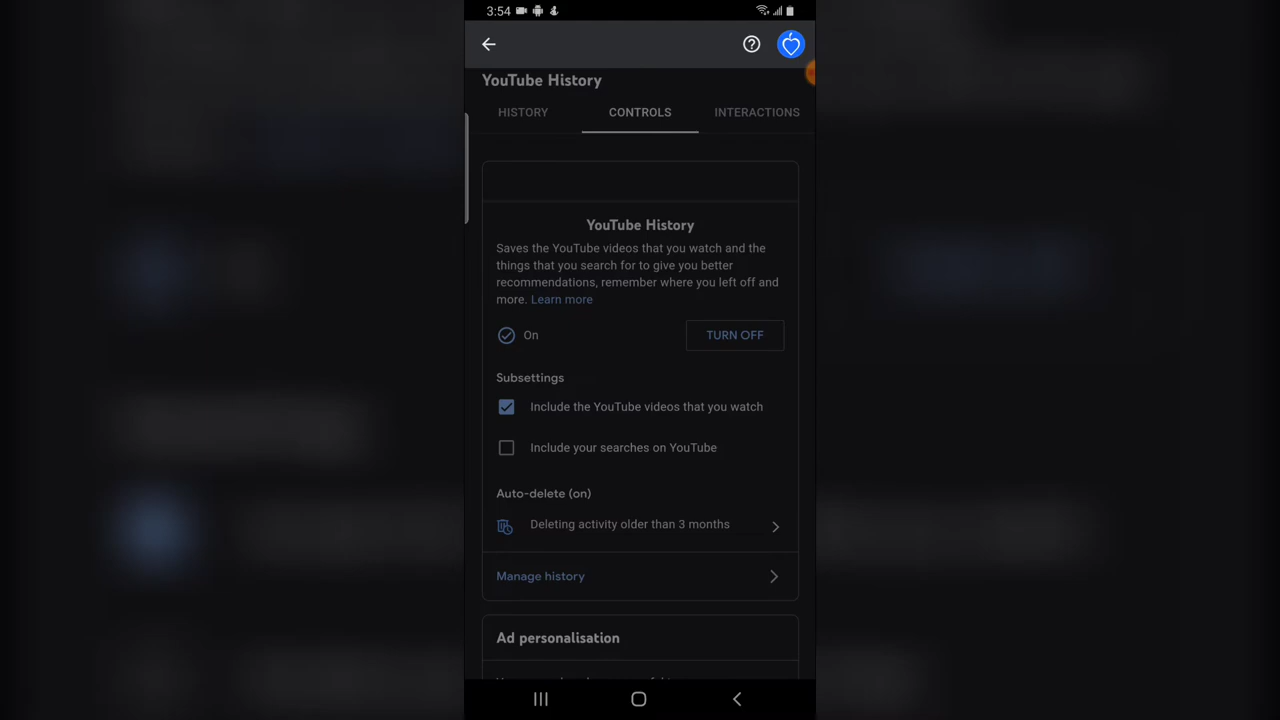 3:54
YouTube History
HISTORY
CONTROLS
INTERACTIONS
YouTube History
Saves the YouTube videos that you watch and the
things that you search for to give you better
recommendations, remember where you left off and
more. Learn more
On
TURN OFF
Subsettings
Include the YouTube videos that you watch
Include your searches on YouTube
Auto-delete (on)
Deleting activity older than 3 months
Manage history
Ad personalisation